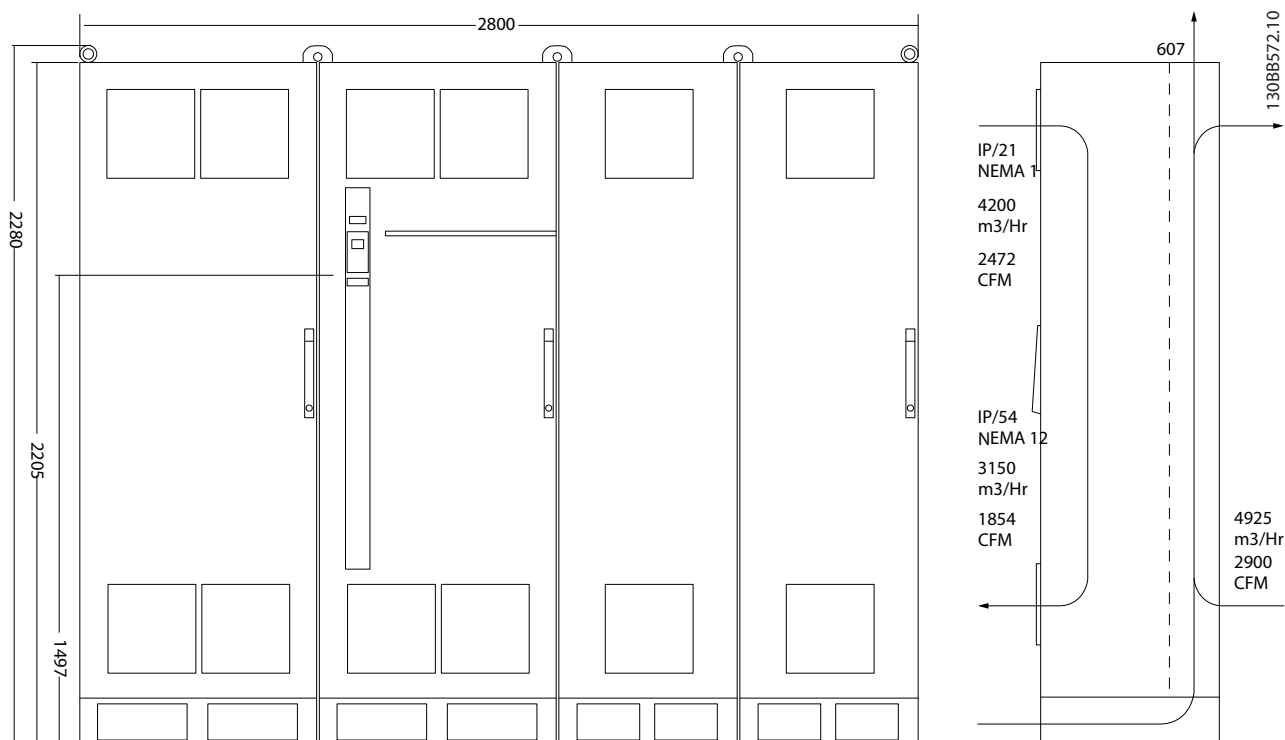 2800
2280
2205
1497
607
130BB572.10
IP/21
NEMA 1
4200
m3/Hr
2472
CFM
IP/54
NEMA 12
3150
m3/Hr
1854
CFM
4925
m3/Hr
2900
CFM